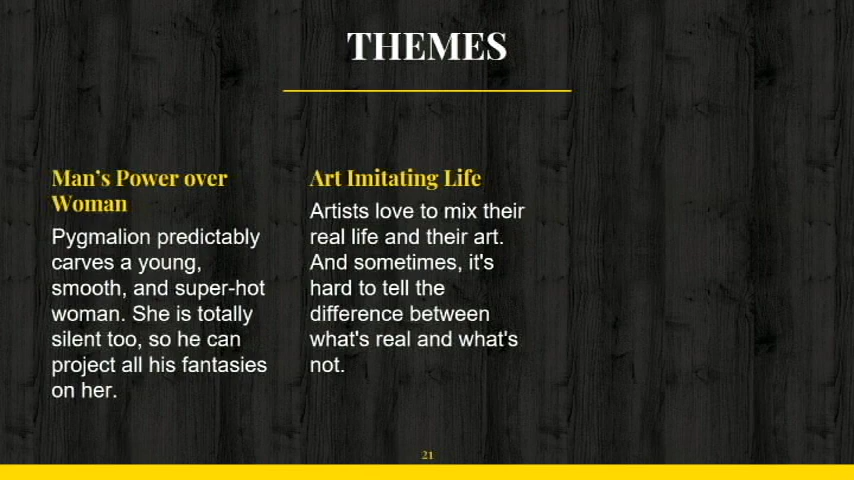 THEMES
Man's Power over
Woman
Pygmalion predictably
carves a young,
smooth, and super-hot
woman. She is totally
silent too, so he can
project all his fantasies
on her.
Art Imitating Life
Artists love to mix their
real life and their art.
And sometimes, it's
hard to tell the
difference between
what's real and what's
not.
21